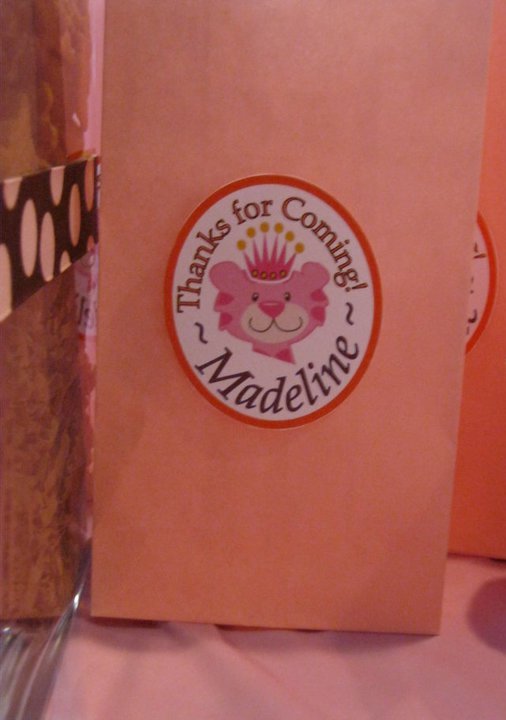 Thanks for Coming!
~ Madeline ~